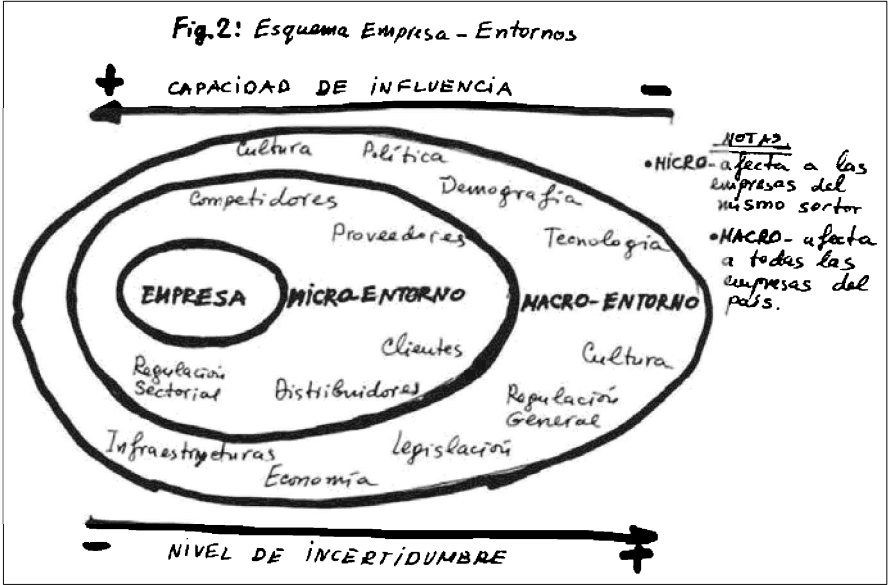 Fig.2: Esquema Empresa - Entornos
+ CAPACIDAD DE INFLUENCIA -
NOTAS
•MICRO- afecta a las
empresas del
mismo sector
•MACRO- afecta
a todas las
empresas del
país.
Cultura Política
Demografía
Tecnología
Competidores
Proveedores
EMPRESA MICRO-ENTORNO MACRO-ENTORNO
Clientes
Cultura
Regulación
Sectorial
Distribuidores
Regulación
General
Infraestructuras
Legislación
Economía
- NIVEL DE INCERTIDUMBRE +